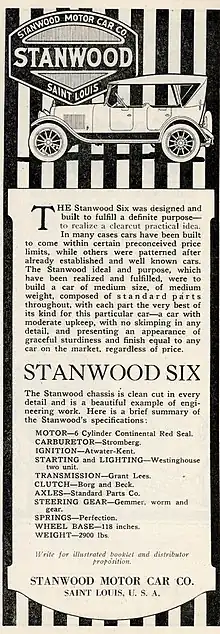 STANWOOD MOTOR CAR CO.
STANWOOD
SAINT LOUIS
THE Stanwood Six was designed and
built to fulfill a definite purpose—
to realize a clearcut practical idea.
In many cases cars have been built
to come within certain preconceived price
limits, while others were patterned after
already established and well known cars.
The Stanwood ideal and purpose, which
have been realized and fulfilled, were to
build a car of medium size, of medium
weight, composed of standard parts
throughout, with each part the very best of
its kind for this particular car—a car with
moderate upkeep, with no skimping in any
detail, and presenting an appearance of
graceful sturdiness and finish equal to any
car on the market, regardless of price.
STANWOOD SIX
The Stanwood chassis is clean cut in every
detail and is a beautiful example of engi-
neering work. Here is a brief summary of
the Stanwood's specifications:
MOTOR—6 Cylinder Continental Red Seal.
CARBURETOR—Stromberg.
IGNITION—Atwater-Kent.
STARTING and LIGHTING—Westinghouse
two unit.
TRANSMISSION—Grant Lees.
CLUTCH—Borg and Beck.
AXLES—Standard Parts Co.
STEERING GEAR—Gemmer, worm and
gear.
SPRINGS—Perfection.
WHEEL BASE—118 inches.
WEIGHT—2900 lbs.
Write for illustrated booklet and distributor
proposition.
STANWOOD MOTOR CAR CO.
SAINT LOUIS, U. S. A.